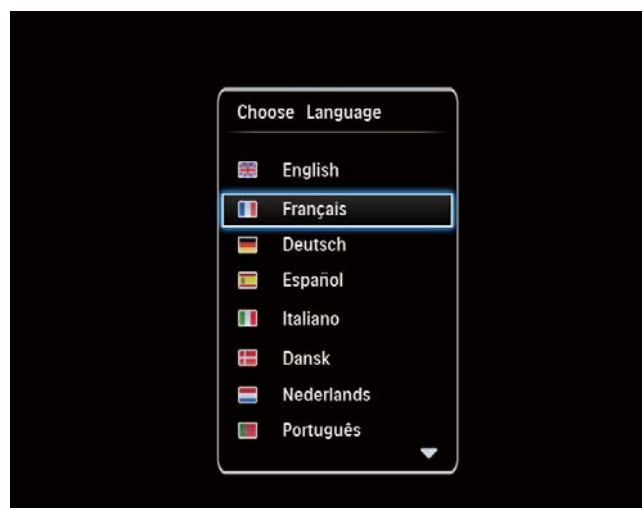 Choose Language
English
Français
Deutsch
Español
Italiano
Dansk
Nederlands
Português